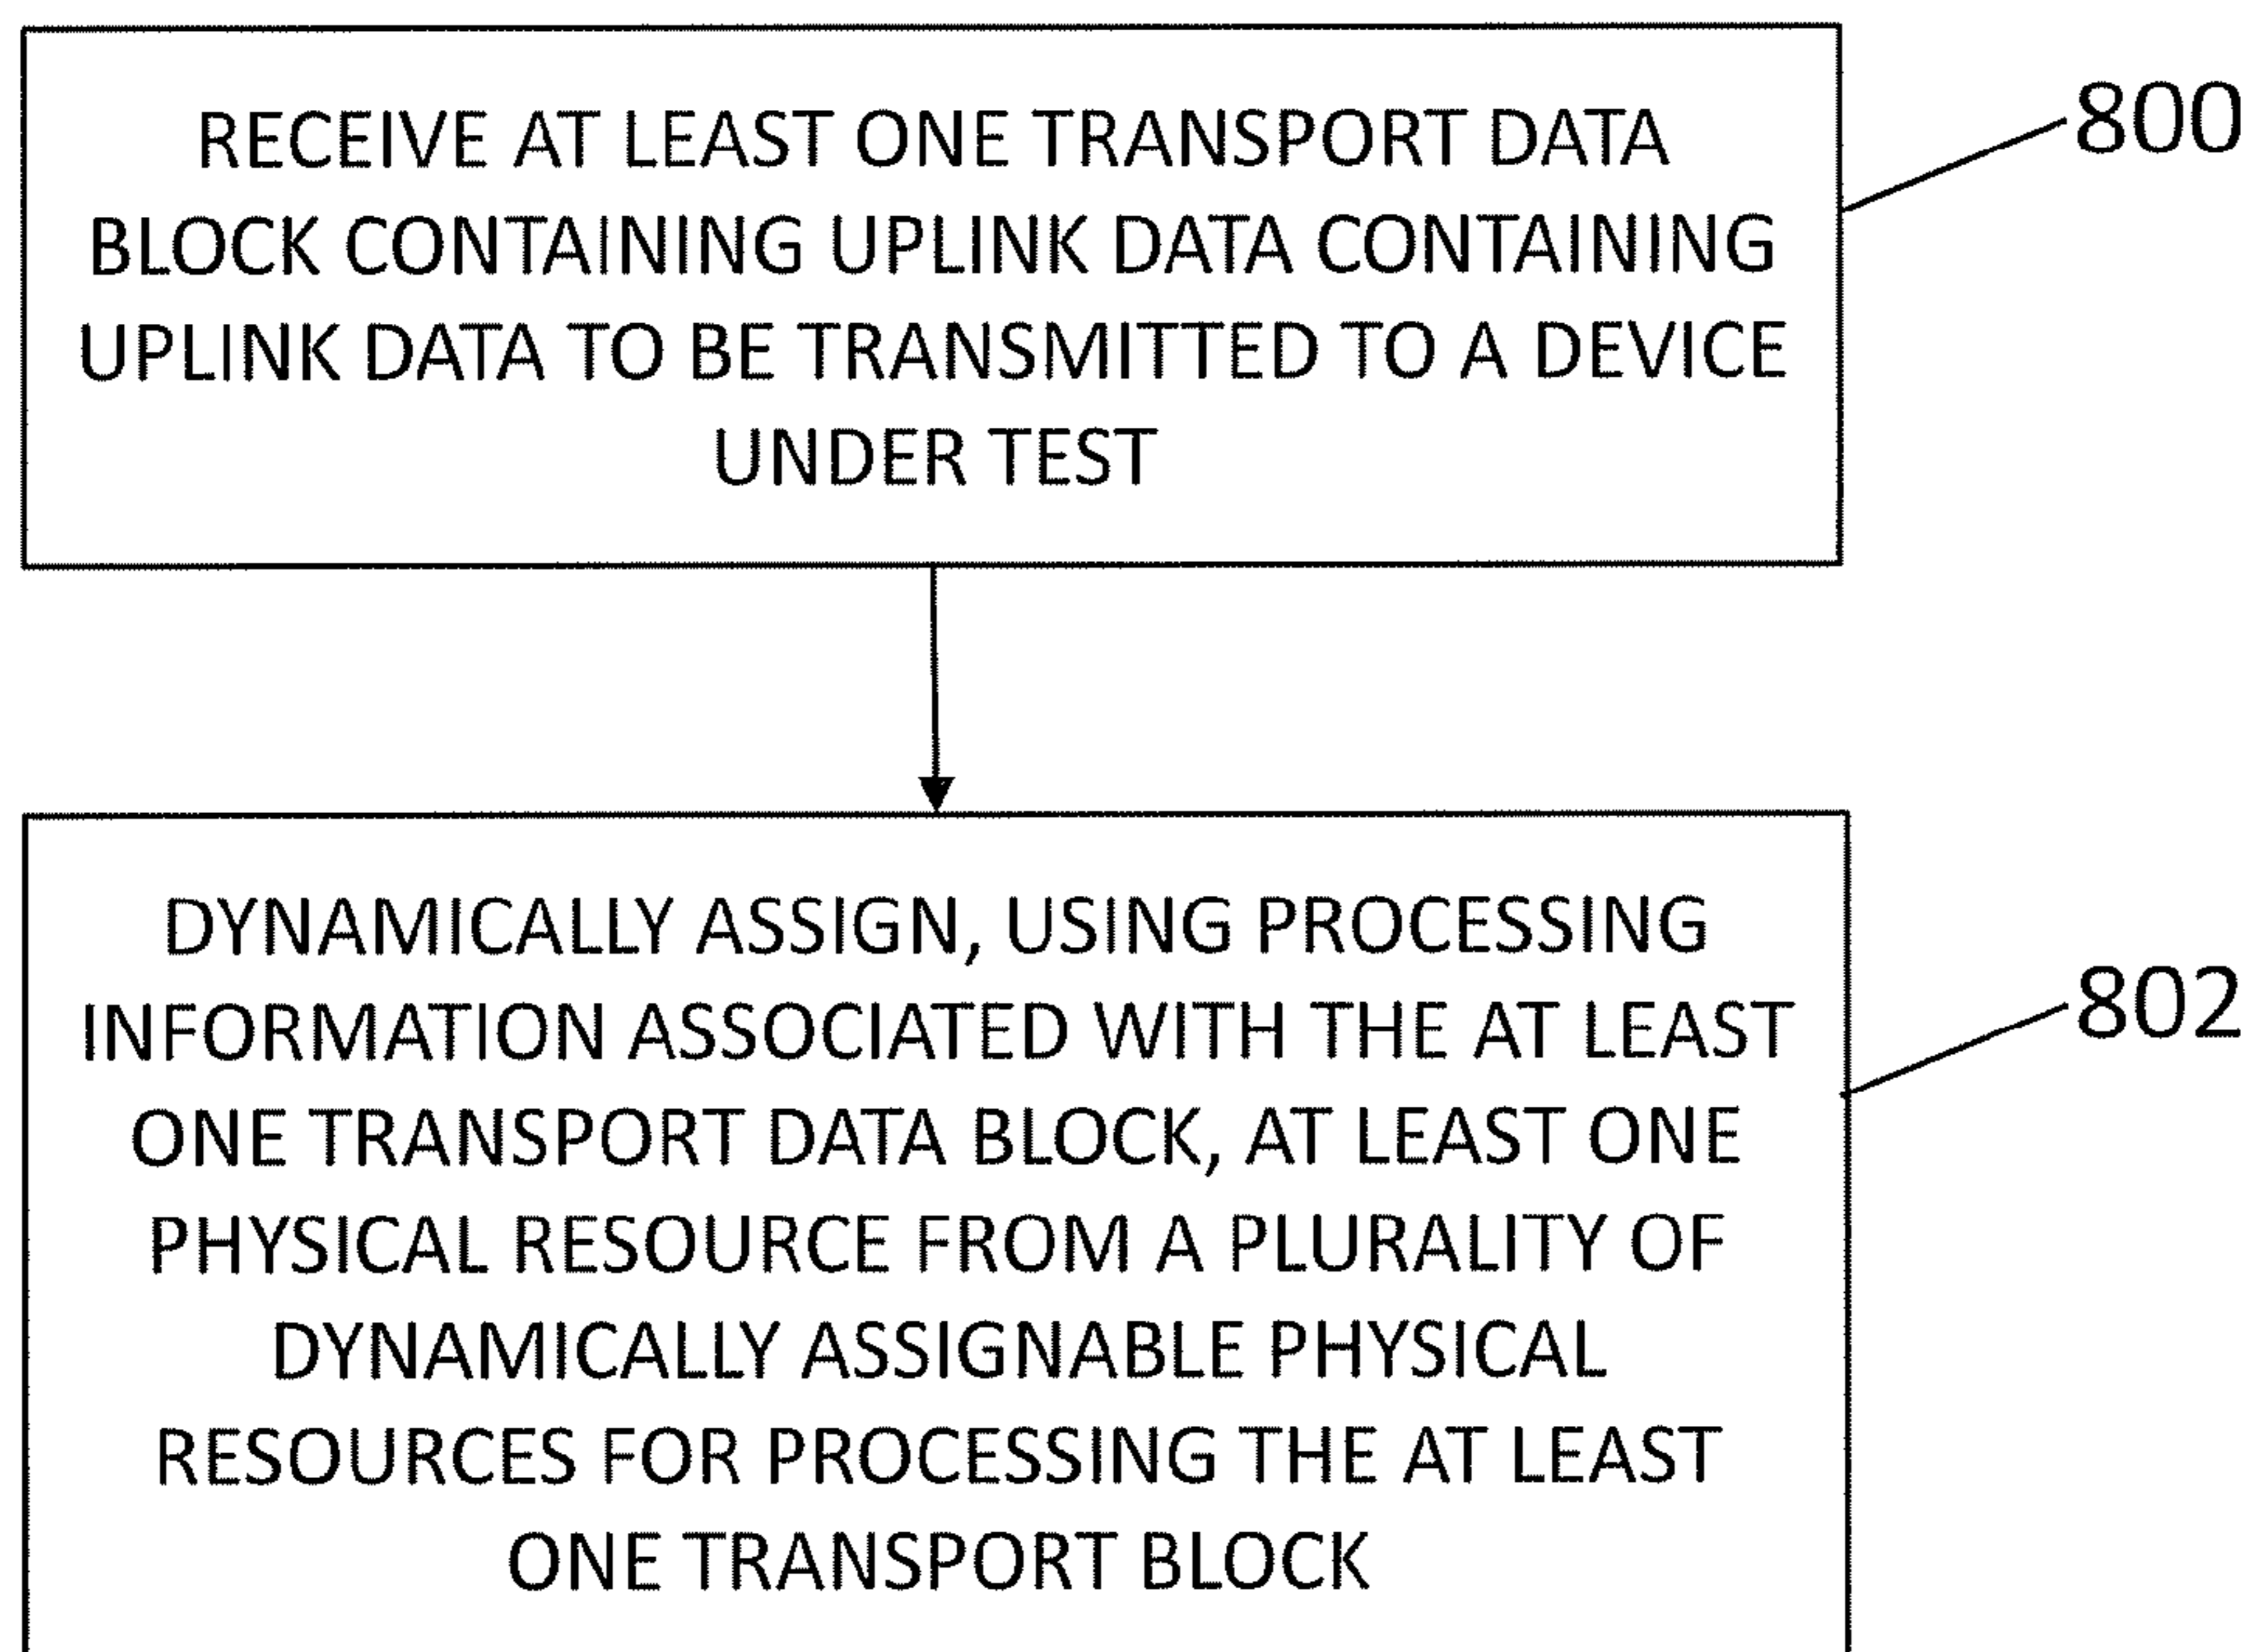 RECEIVE AT LEAST ONE TRANSPORT DATA
BLOCK CONTAINING UPLINK DATA CONTAINING
UPLINK DATA TO BE TRANSMITTED TO A DEVICE
UNDER TEST
800
DYNAMICALLY ASSIGN, USING PROCESSING
INFORMATION ASSOCIATED WITH THE AT LEAST
ONE TRANSPORT DATA BLOCK, AT LEAST ONE
PHYSICAL RESOURCE FROM A PLURALITY OF
DYNAMICALLY ASSIGNABLE PHYSICAL
RESOURCES FOR PROCESSING THE AT LEAST
ONE TRANSPORT BLOCK
802